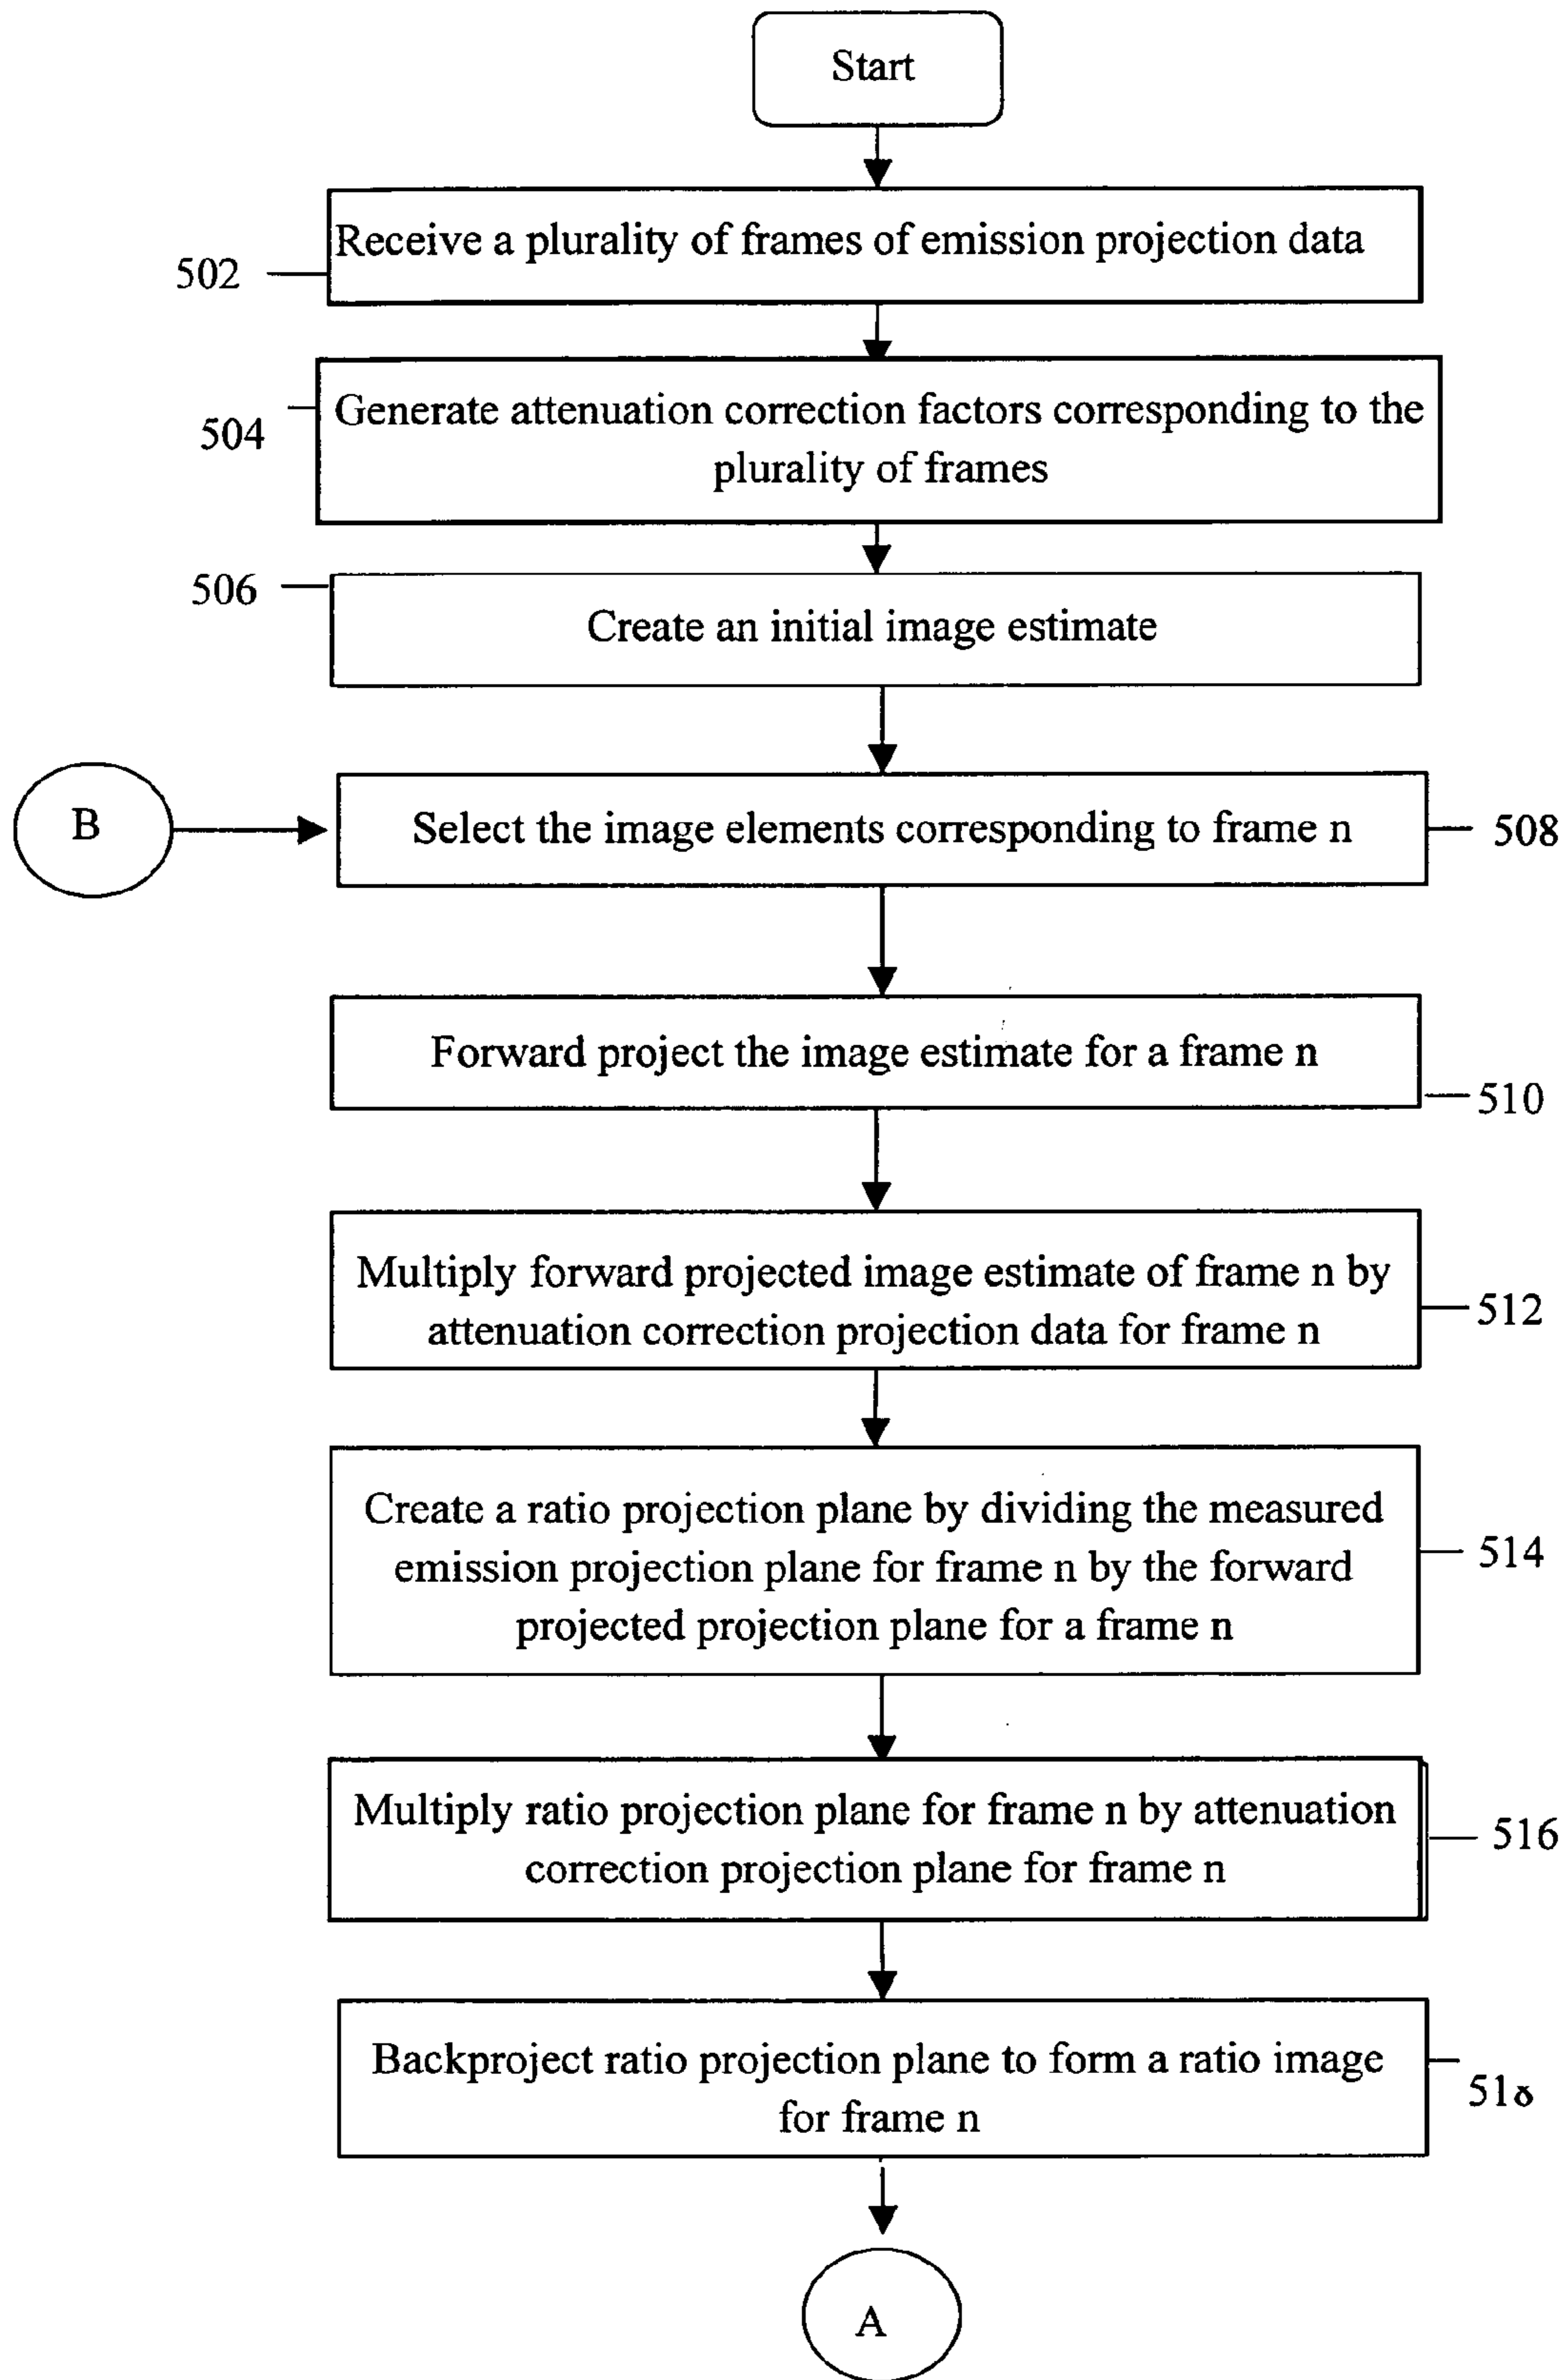 Start
Receive a plurality of frames of emission projection data
502
Generate attenuation correction factors corresponding to the
plurality of frames
504
506
Create an initial image estimate
B
Select the image elements corresponding to frame n
508
Forward project the image estimate for a frame n
510
Multiply forward projected image estimate of frame n by
attenuation correction projection data for frame n
512
Create a ratio projection plane by dividing the measured
emission projection plane for frame n by the forward
projected projection plane for a frame n
514
Multiply ratio projection plane for frame n by attenuation
correction projection plane for frame n
516
Backproject ratio projection plane to form a ratio image
for frame n
518
A